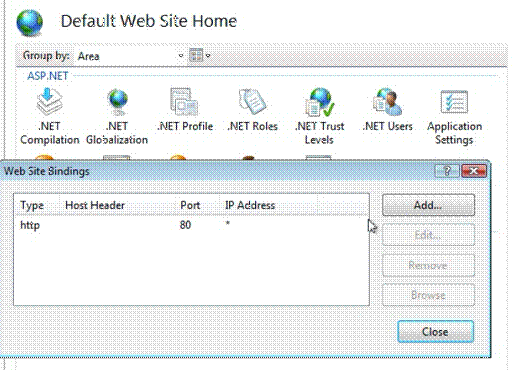 Default Web Site Home
Group by: Area
ASP.NET
.NET Compilation
.NET Globalization
.NET Profile
.NET Roles
.NET Trust Levels
.NET Users
Application Settings
Web Site Bindings
Type Host Header Port IP Address
http 80 *
Add...
Edit...
Remove
Browse
Close